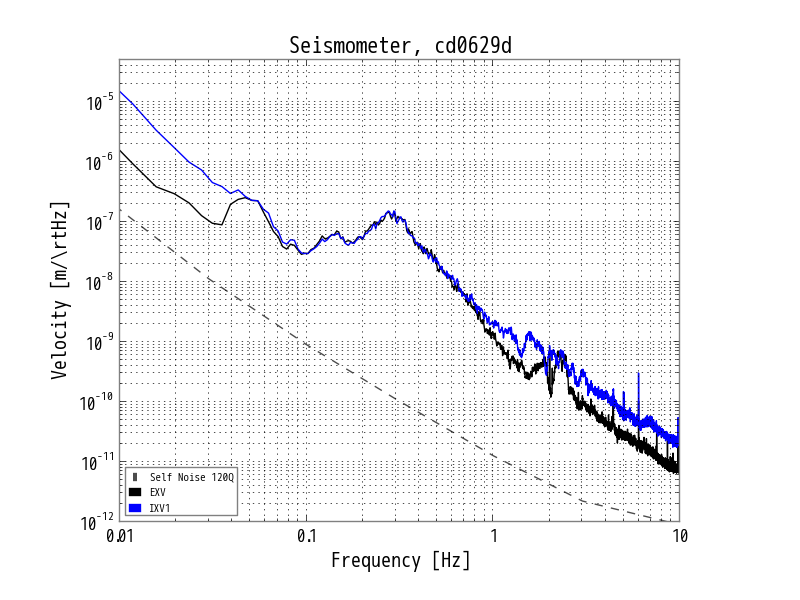 Seismometer, cd0629d
Velocity [m/\rtHz]
10^-5
10^-6
10^-7
10^-8
10^-9
10^-10
10^-11
10^-12
Self Noise 120Q
EXV
IXV1
0.01 0.1 1 10
Frequency [Hz]